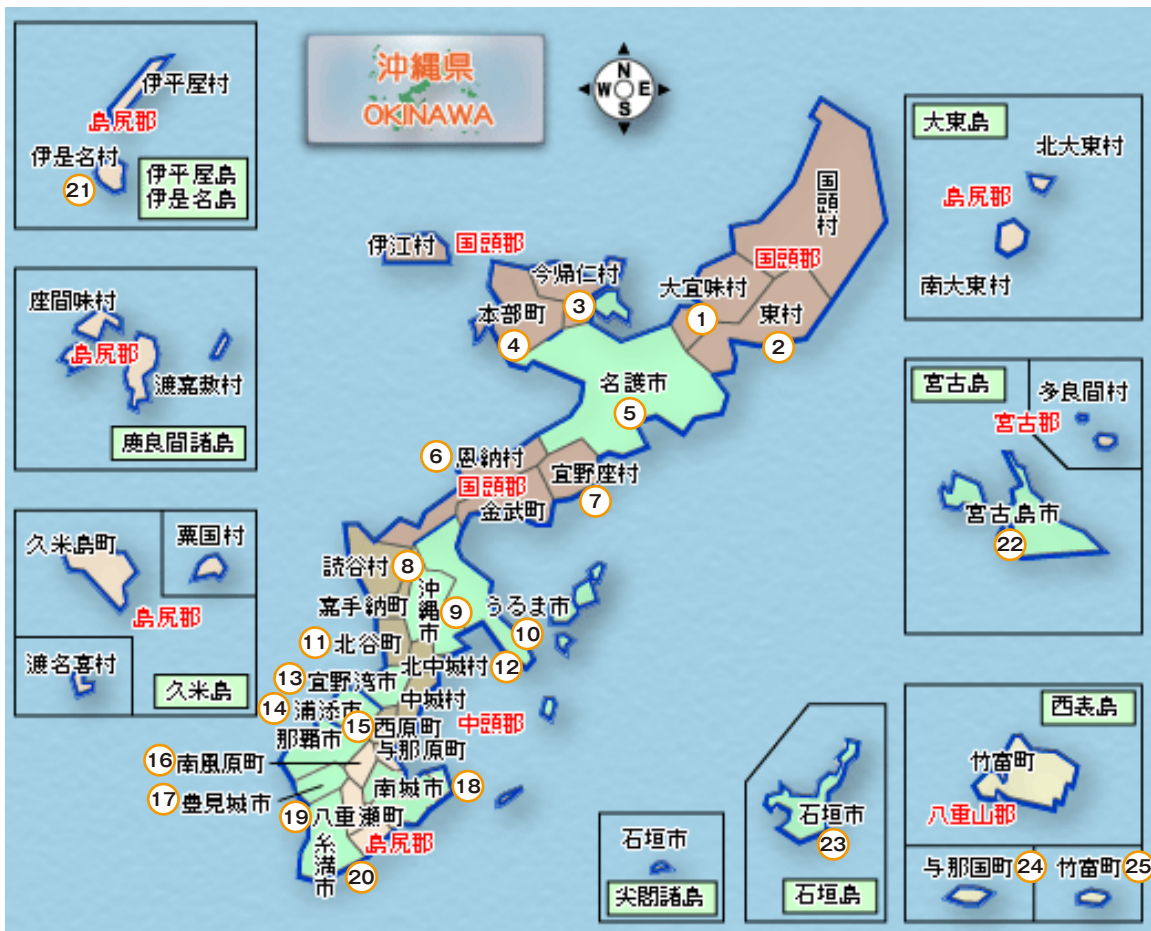 沖縄県
OKINAWA
N
W E
S
伊平屋村
島尻郡
伊是名村
21
伊平屋島
伊是名島
大東島
北大東村
島尻郡
南大東村
国頭村
国頭郡
伊江村
国頭郡
今帰仁村
3
大宜味村
1
東村
2
本部町
4
名護市
5
座間味村
島尻郡
渡嘉敷村
慶良間諸島
宮古島
多良間村
宮古郡
宮古島市
22
6 恩納村
国頭郡
宜野座村
7
金武町
久米島町
粟国村
島尻郡
渡名喜村
久米島
読谷村 8
嘉手納町
沖縄市 9
うるま市
10
11 北谷町
北中城村 12
13 宜野湾市
中城村
14 浦添市
那覇市
15 西原町
中頭郡
与那原町
16 南風原町
17 豊見城市
南城市 18
19 八重瀬町
島尻郡
糸満市
20
石垣市
尖閣諸島
石垣市
23
石垣島
西表島
竹富町
八重山郡
与那国町 24
竹富町 25